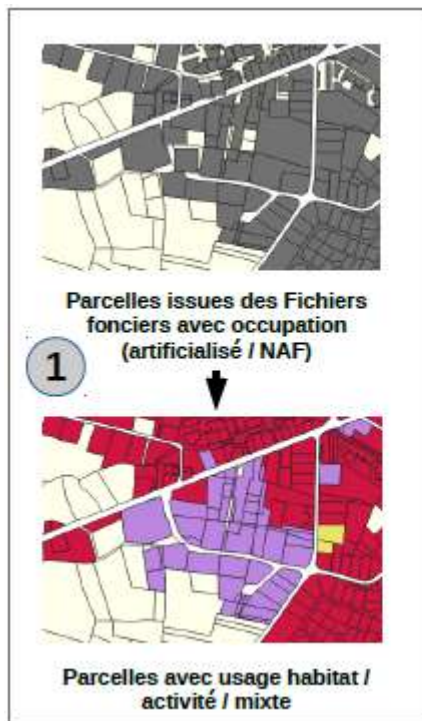 Parcelles issues des Fichiers
fonciers avec occupation
(artificialisé / NAF)
1
Parcelles avec usage habitat /
activité / mixte